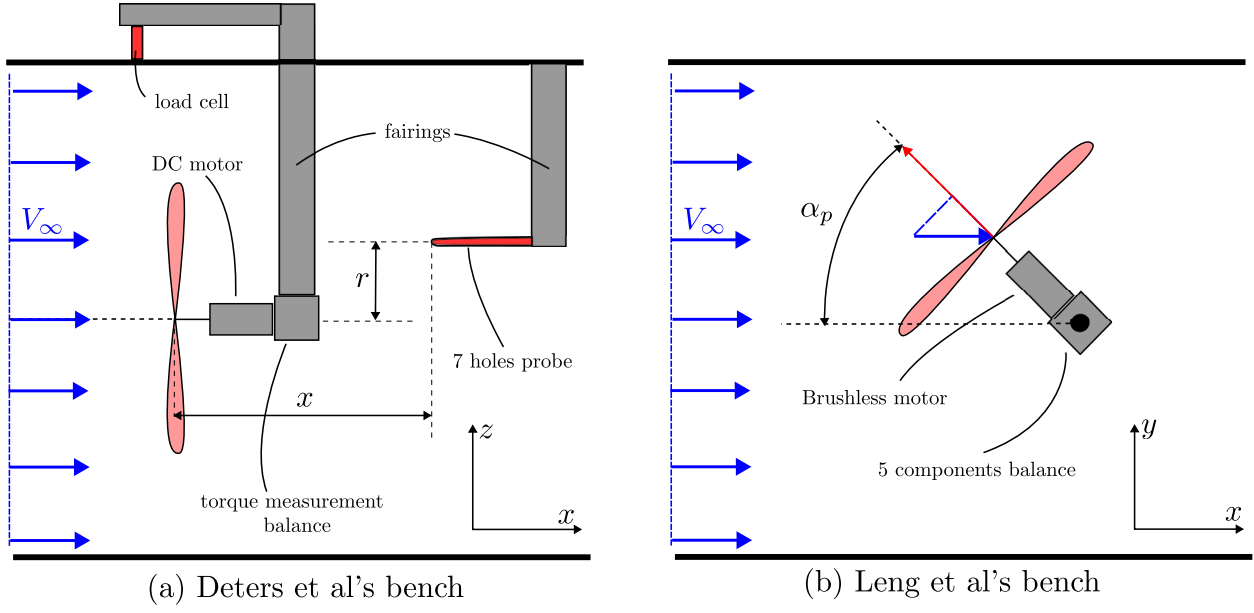 load cell
fairings
DC motor
V∞
r
7 holes probe
x
z
torque measurement
balance
x
(a) Deters et al's bench
V∞
αp
Brushless motor
y
5 components balance
x
(b) Leng et al's bench